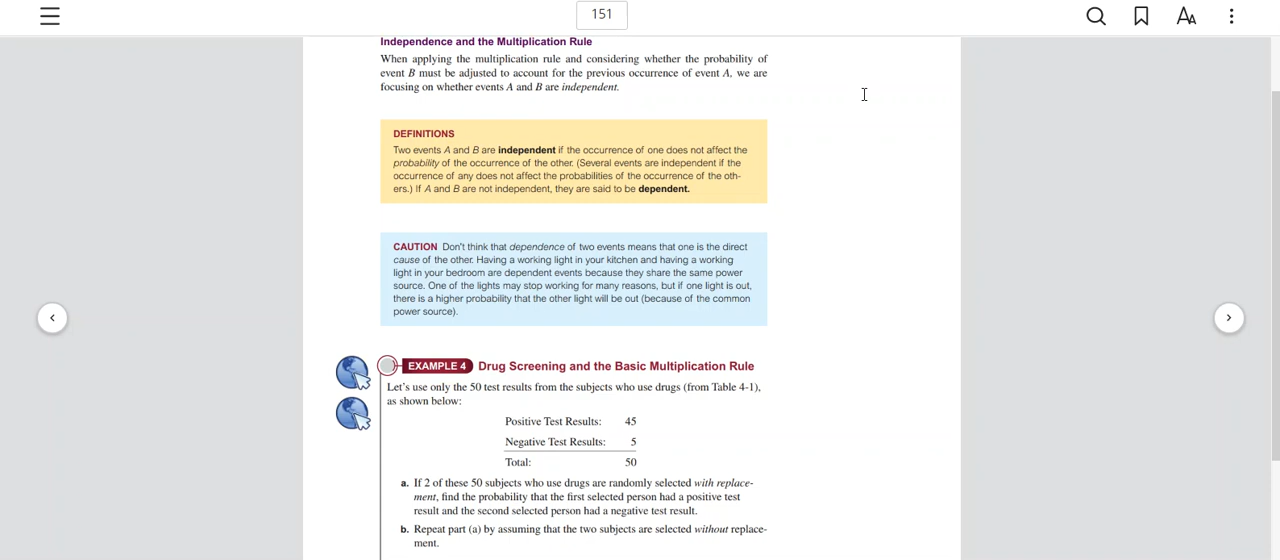 151
Independence and the Multiplication Rule
When applying the multiplication rule and considering whether the probability of
event B must be adjusted to account for the previous occurrence of event A, we are
focusing on whether events A and B are independent.
DEFINITIONS
Two events A and B are independent if the occurrence of one does not affect the
probability of the occurrence of the other. (Several events are independent if the
occurrence of any does not affect the probabilities of the occurrence of the oth-
ers.) If A and B are not independent, they are said to be dependent.
CAUTION Don't think that dependence of two events means that one is the direct
cause of the other. Having a working light in your kitchen and having a working
light in your bedroom are dependent events because they share the same power
source. One of the lights may stop working for many reasons, but if one light is out,
there is a higher probability that the other light will be out (because of the common
power source).
EXAMPLE 4 Drug Screening and the Basic Multiplication Rule
Let's use only the 50 test results from the subjects who use drugs (from Table 4-1),
as shown below:
Positive Test Results: 45
Negative Test Results: 5
Total: 50
a. If 2 of these 50 subjects who use drugs are randomly selected with replace-
ment, find the probability that the first selected person had a positive test
result and the second selected person had a negative test result.
b. Repeat part (a) by assuming that the two subjects are selected without replace-
ment.